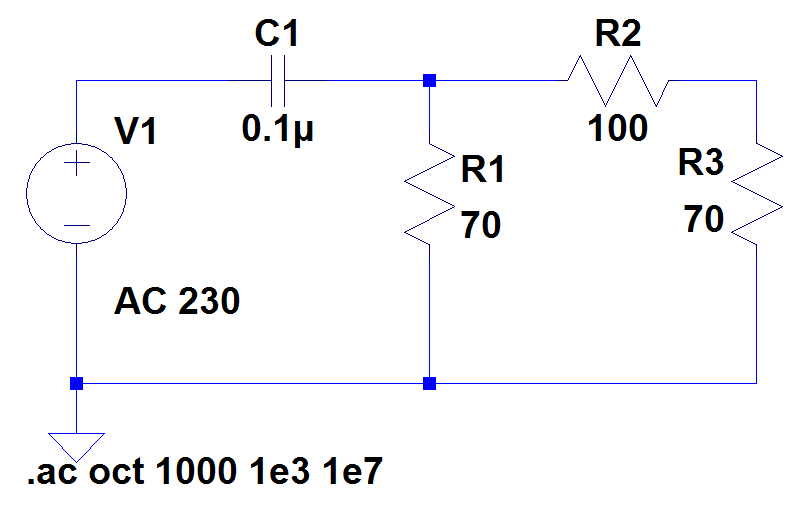 C1
0.1µ
V1
+
−
AC 230
R1
70
R2
100
R3
70
.ac oct 1000 1e3 1e7